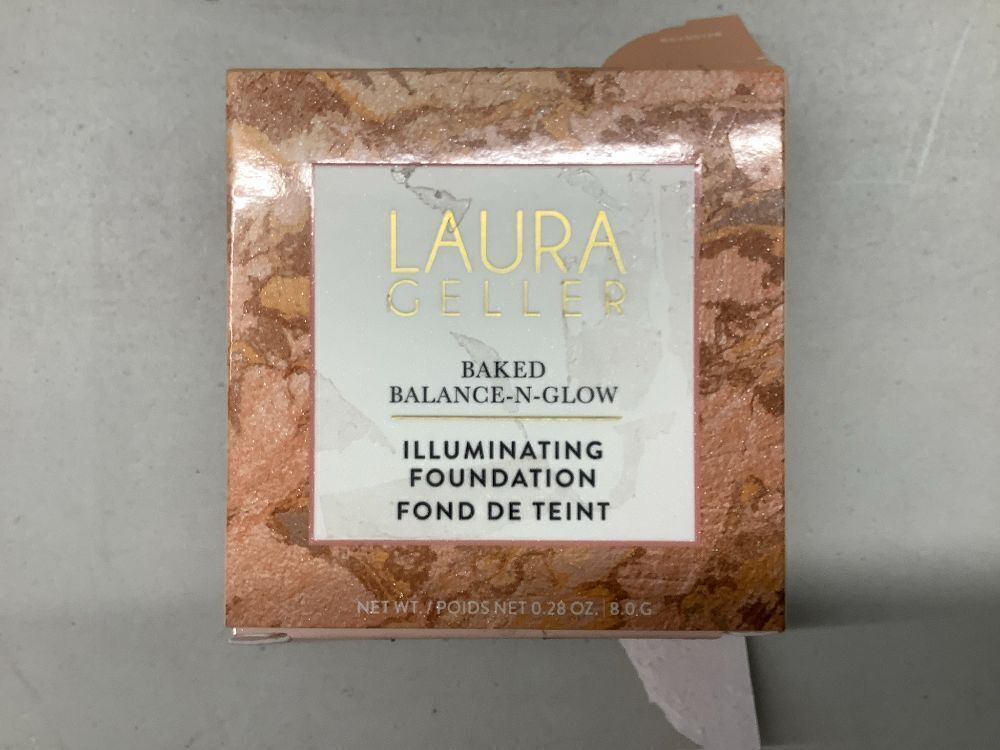 LAURA
GELLER
BAKED
BALANCE-N-GLOW
ILLUMINATING
FOUNDATION
FOND DE TEINT
NET WT. / POIDS NET 0.28 OZ. | 8.0 G